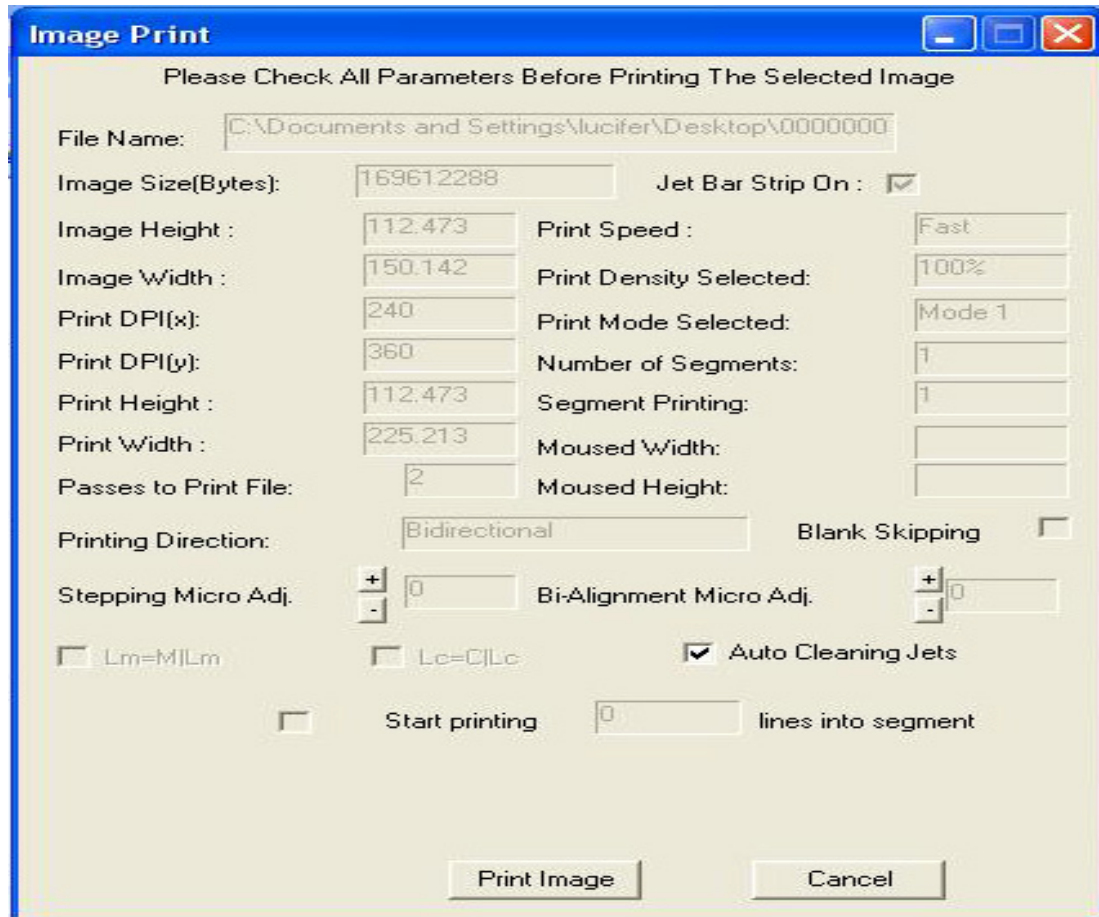 Image Print
Please Check All Parameters Before Printing The Selected Image
File Name: C:\Documents and Settings\lucifer\Desktop\0000000
Image Size(Bytes): 169612288 Jet Bar Strip On :
Image Height : 112.473 Print Speed : Fast
Image Width : 150.142 Print Density Selected: 100%
Print DPI(x): 240 Print Mode Selected: Mode 1
Print DPI(y): 360 Number of Segments: 1
Print Height : 112.473 Segment Printing: 1
Print Width : 225.213 Moused Width:
Passes to Print File: 2 Moused Height:
Printing Direction: Bidirectional Blank Skipping
Stepping Micro Adj. + - 0 Bi-Alignment Micro Adj. + - 0
Lm=M|Lm Lc=C|Lc Auto Cleaning Jets
Start printing 0 lines into segment
Print Image Cancel